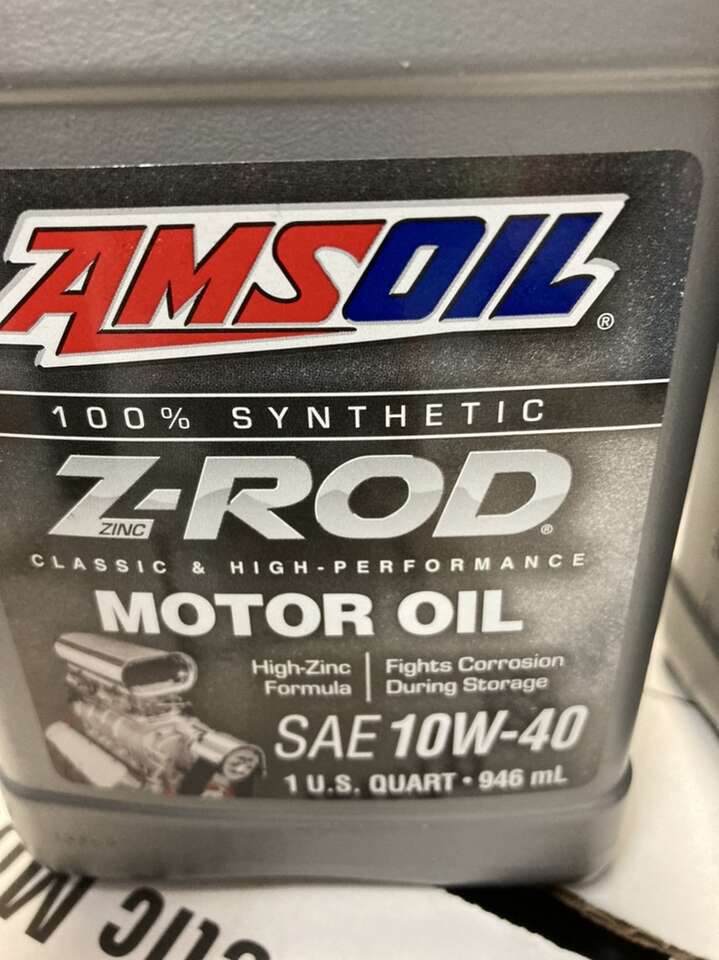 AMSOIL®
100% SYNTHETIC
Z-ROD®
ZINC
CLASSIC & HIGH-PERFORMANCE
MOTOR OIL
High-Zinc
Formula
Fights Corrosion
During Storage
SAE 10W-40
1 U.S. QUART • 946 mL